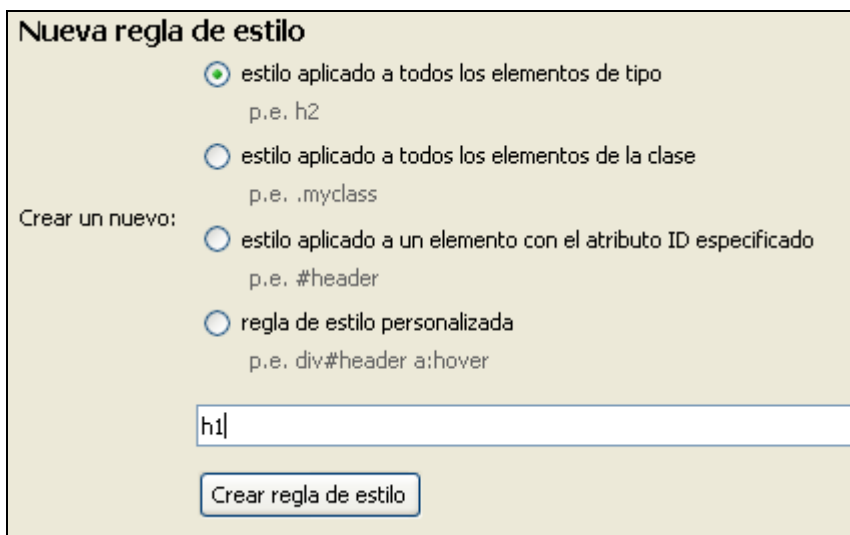 Nueva regla de estilo
estilo aplicado a todos los elementos de tipo
p.e. h2
estilo aplicado a todos los elementos de la clase
p.e. .myclass
Crear un nuevo:
estilo aplicado a un elemento con el atributo ID especificado
p.e. #header
regla de estilo personalizada
p.e. div#header a:hover
h1
Crear regla de estilo